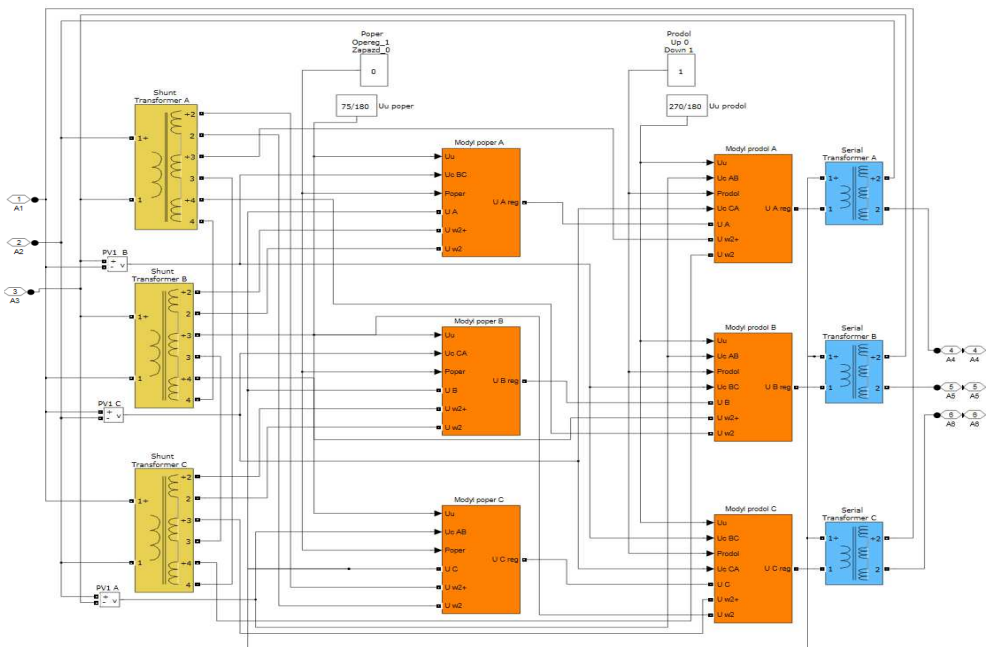 Poper
Opereg_1
Zapazd_0
0
75/180
Uu poper
Prodol
Up 0
Down 1
1
270/180
Uu prodol
Shunt
Transformer A
1+
1
+2
2
+3
3
+4
4
Shunt
Transformer B
1+
1
+2
2
+3
3
+4
4
Shunt
Transformer C
1+
1
+2
2
+3
3
+4
4
1
A1
2
A2
3
A3
PV1 B
+
-
v
PV1 C
+
-
v
PV1 A
+
-
v
Modyl poper A
Uu
Uc BC
Poper
U A
U w2+
U w2
U A reg
Modyl poper B
Uu
Uc CA
Poper
U B
U w2+
U w2
U B reg
Modyl poper C
Uu
Uc AB
Poper
U C
U w2+
U w2
U C reg
Modyl prodol A
Uu
Uc AB
Prodol
Uc CA
U A
U w2+
U w2
U A reg
Modyl prodol B
Uu
Uc AB
Prodol
Uc BC
U B
U w2+
U w2
U B reg
Modyl prodol C
Uu
Uc BC
Prodol
Uc CA
U C
U w2+
U w2
U C reg
Serial
Transformer A
1+
1
+2
2
Serial
Transformer B
1+
1
+2
2
Serial
Transformer C
1+
1
+2
2
4
A4
4
A4
5
A5
5
A5
6
A6
6
A6